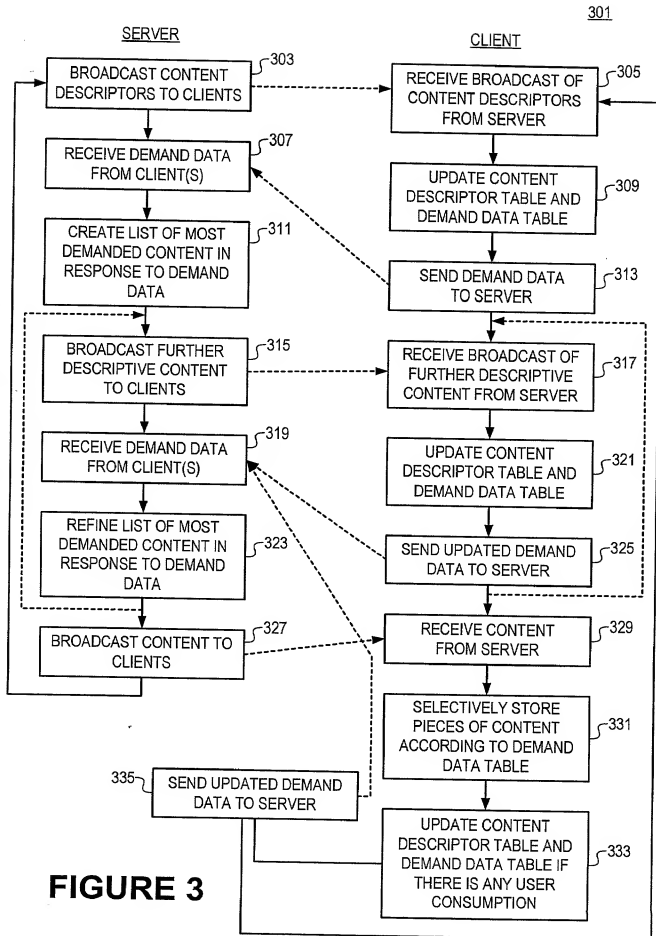 301
SERVER
CLIENT
303
BROADCAST CONTENT
DESCRIPTORS TO CLIENTS
305
RECEIVE BROADCAST OF
CONTENT DESCRIPTORS
FROM SERVER
307
RECEIVE DEMAND DATA
FROM CLIENT(S)
309
UPDATE CONTENT
DESCRIPTOR TABLE AND
DEMAND DATA TABLE
311
CREATE LIST OF MOST
DEMANDED CONTENT IN
RESPONSE TO DEMAND
DATA
313
SEND DEMAND DATA
TO SERVER
315
BROADCAST FURTHER
DESCRIPTIVE CONTENT
TO CLIENTS
317
RECEIVE BROADCAST OF
FURTHER DESCRIPTIVE
CONTENT FROM SERVER
319
RECEIVE DEMAND DATA
FROM CLIENT(S)
321
UPDATE CONTENT
DESCRIPTOR TABLE AND
DEMAND DATA TABLE
323
REFINE LIST OF MOST
DEMANDED CONTENT IN
RESPONSE TO DEMAND
DATA
325
SEND UPDATED DEMAND
DATA TO SERVER
327
BROADCAST CONTENT TO
CLIENTS
329
RECEIVE CONTENT
FROM SERVER
331
SELECTIVELY STORE
PIECES OF CONTENT
ACCORDING TO DEMAND
DATA TABLE
335
SEND UPDATED DEMAND
DATA TO SERVER
333
UPDATE CONTENT
DESCRIPTOR TABLE AND
DEMAND DATA TABLE IF
THERE IS ANY USER
CONSUMPTION
FIGURE 3